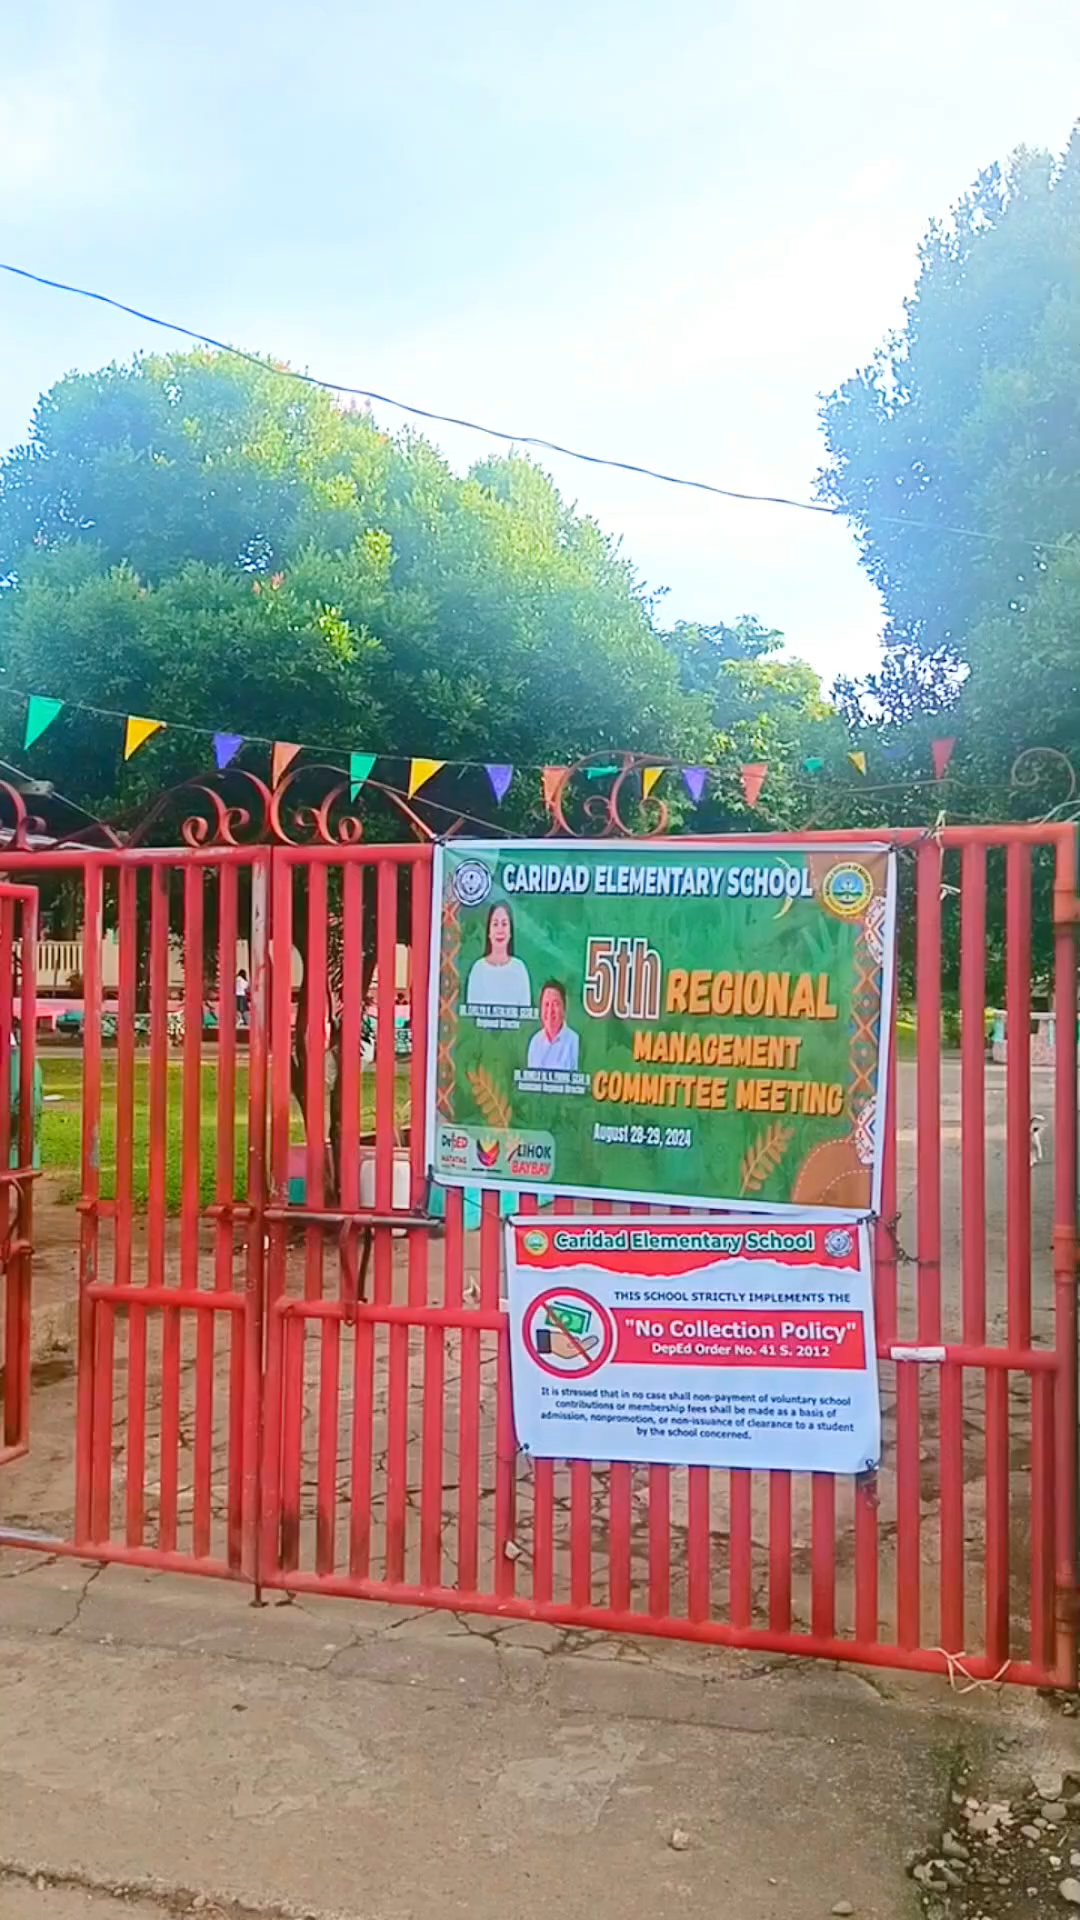 CARIDAD ELEMENTARY SCHOOL
5th REGIONAL
MANAGEMENT
COMMITTEE MEETING
August 28-29, 2024
Regional Director
Assistant Regional Director
DepED
MATATAG
LIHOK
BAYBAY
Caridad Elementary School
THIS SCHOOL STRICTLY IMPLEMENTS THE
"No Collection Policy"
DepEd Order No. 41 S. 2012
It is stressed that in no case shall non-payment of voluntary school
contributions or membership fees shall be made as a basis of
admission, nonpromotion, or non-issuance of clearance to a student
by the school concerned.